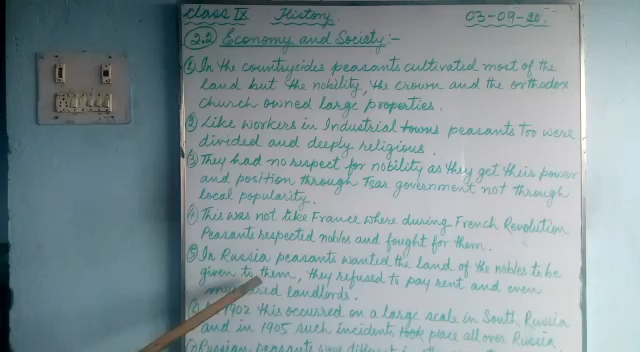 Class IX History. 03-09-20.
2.2 Economy and Society:-
① In the countrysides peasants cultivated most of the
land but the nobility, the crown and the orthodox
church owned large properties.
② Like workers in Industrial towns peasants Too were
divided and deeply religious.
③ They had no respect for nobility as they get their power
and position through Tsar government not through
local popularity.
④ This was not like France where during French Revolution
Peasants respected nobles and fought for them.
⑤ In Russia peasants wanted the land of the nobles to be
given to them, they refused to pay rent and even
landlords.
1902 this occurred on a large scale in South Russia
and in 1905 such incidents took place all over Russia
Russian peasants were different